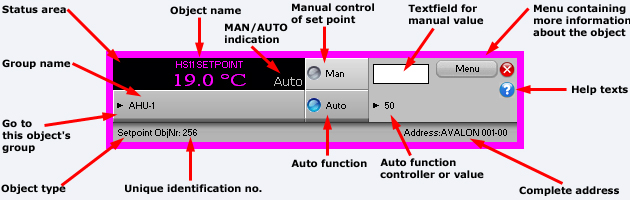 Status area
Object name
MAN/AUTO
indication
Manual control
of set point
Textfield for
manual value
Menu containing
more information
about the object
Group name
HS11 SETPOINT
19.0 °C
Auto
Man
Menu
?
Help texts
AHU-1
Auto
50
Go to
this object's
group
Setpoint ObjNr: 256
Address:AVALON 001-00
Object type
Unique identification no.
Auto function
Auto function
controller or value
Complete address